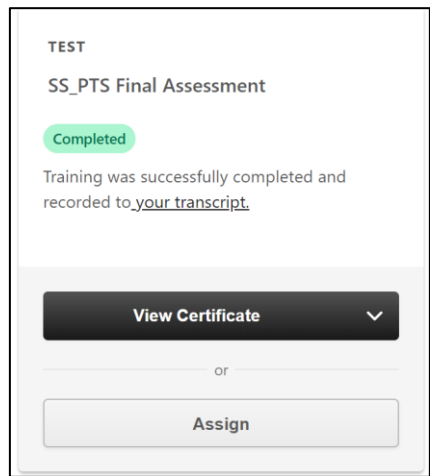 TEST
SS_PTS Final Assessment
Completed
Training was successfully completed and
recorded to your transcript.
View Certificate
or
Assign